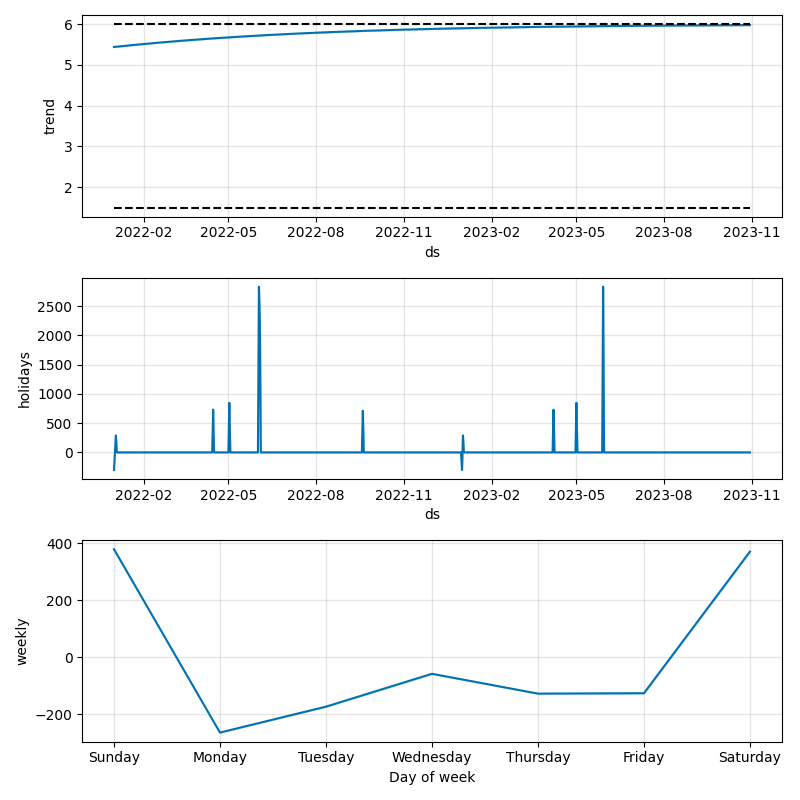 6
5
4
3
2
trend
2022-02 2022-05 2022-08 2022-11 2023-02 2023-05 2023-08 2023-11
ds
2500
2000
1500
1000
500
0
holidays
2022-02 2022-05 2022-08 2022-11 2023-02 2023-05 2023-08 2023-11
ds
400
200
0
−200
weekly
Sunday Monday Tuesday Wednesday Thursday Friday Saturday
Day of week